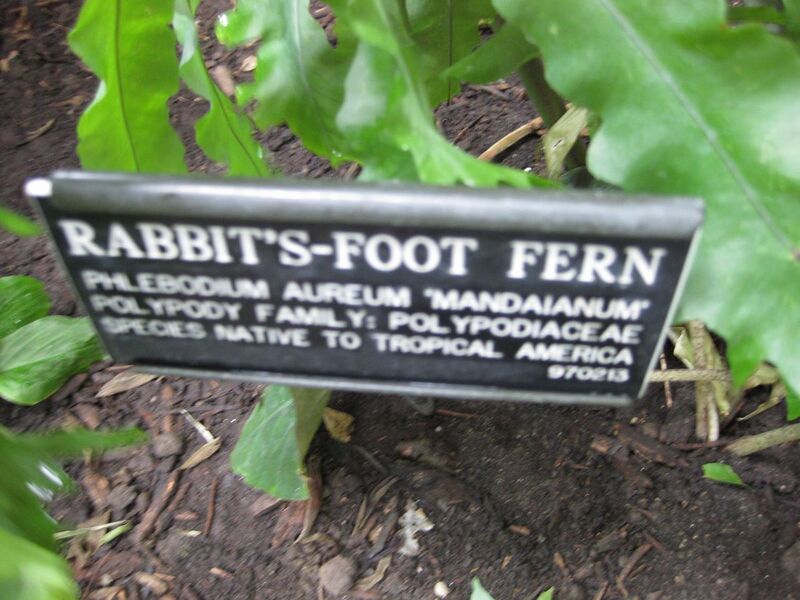 RABBIT'S-FOOT FERN
PHLEBODIUM AUREUM 'MANDAIANUM'
POLYPODY FAMILY: POLYPODIACEAE
SPECIES NATIVE TO TROPICAL AMERICA
970213